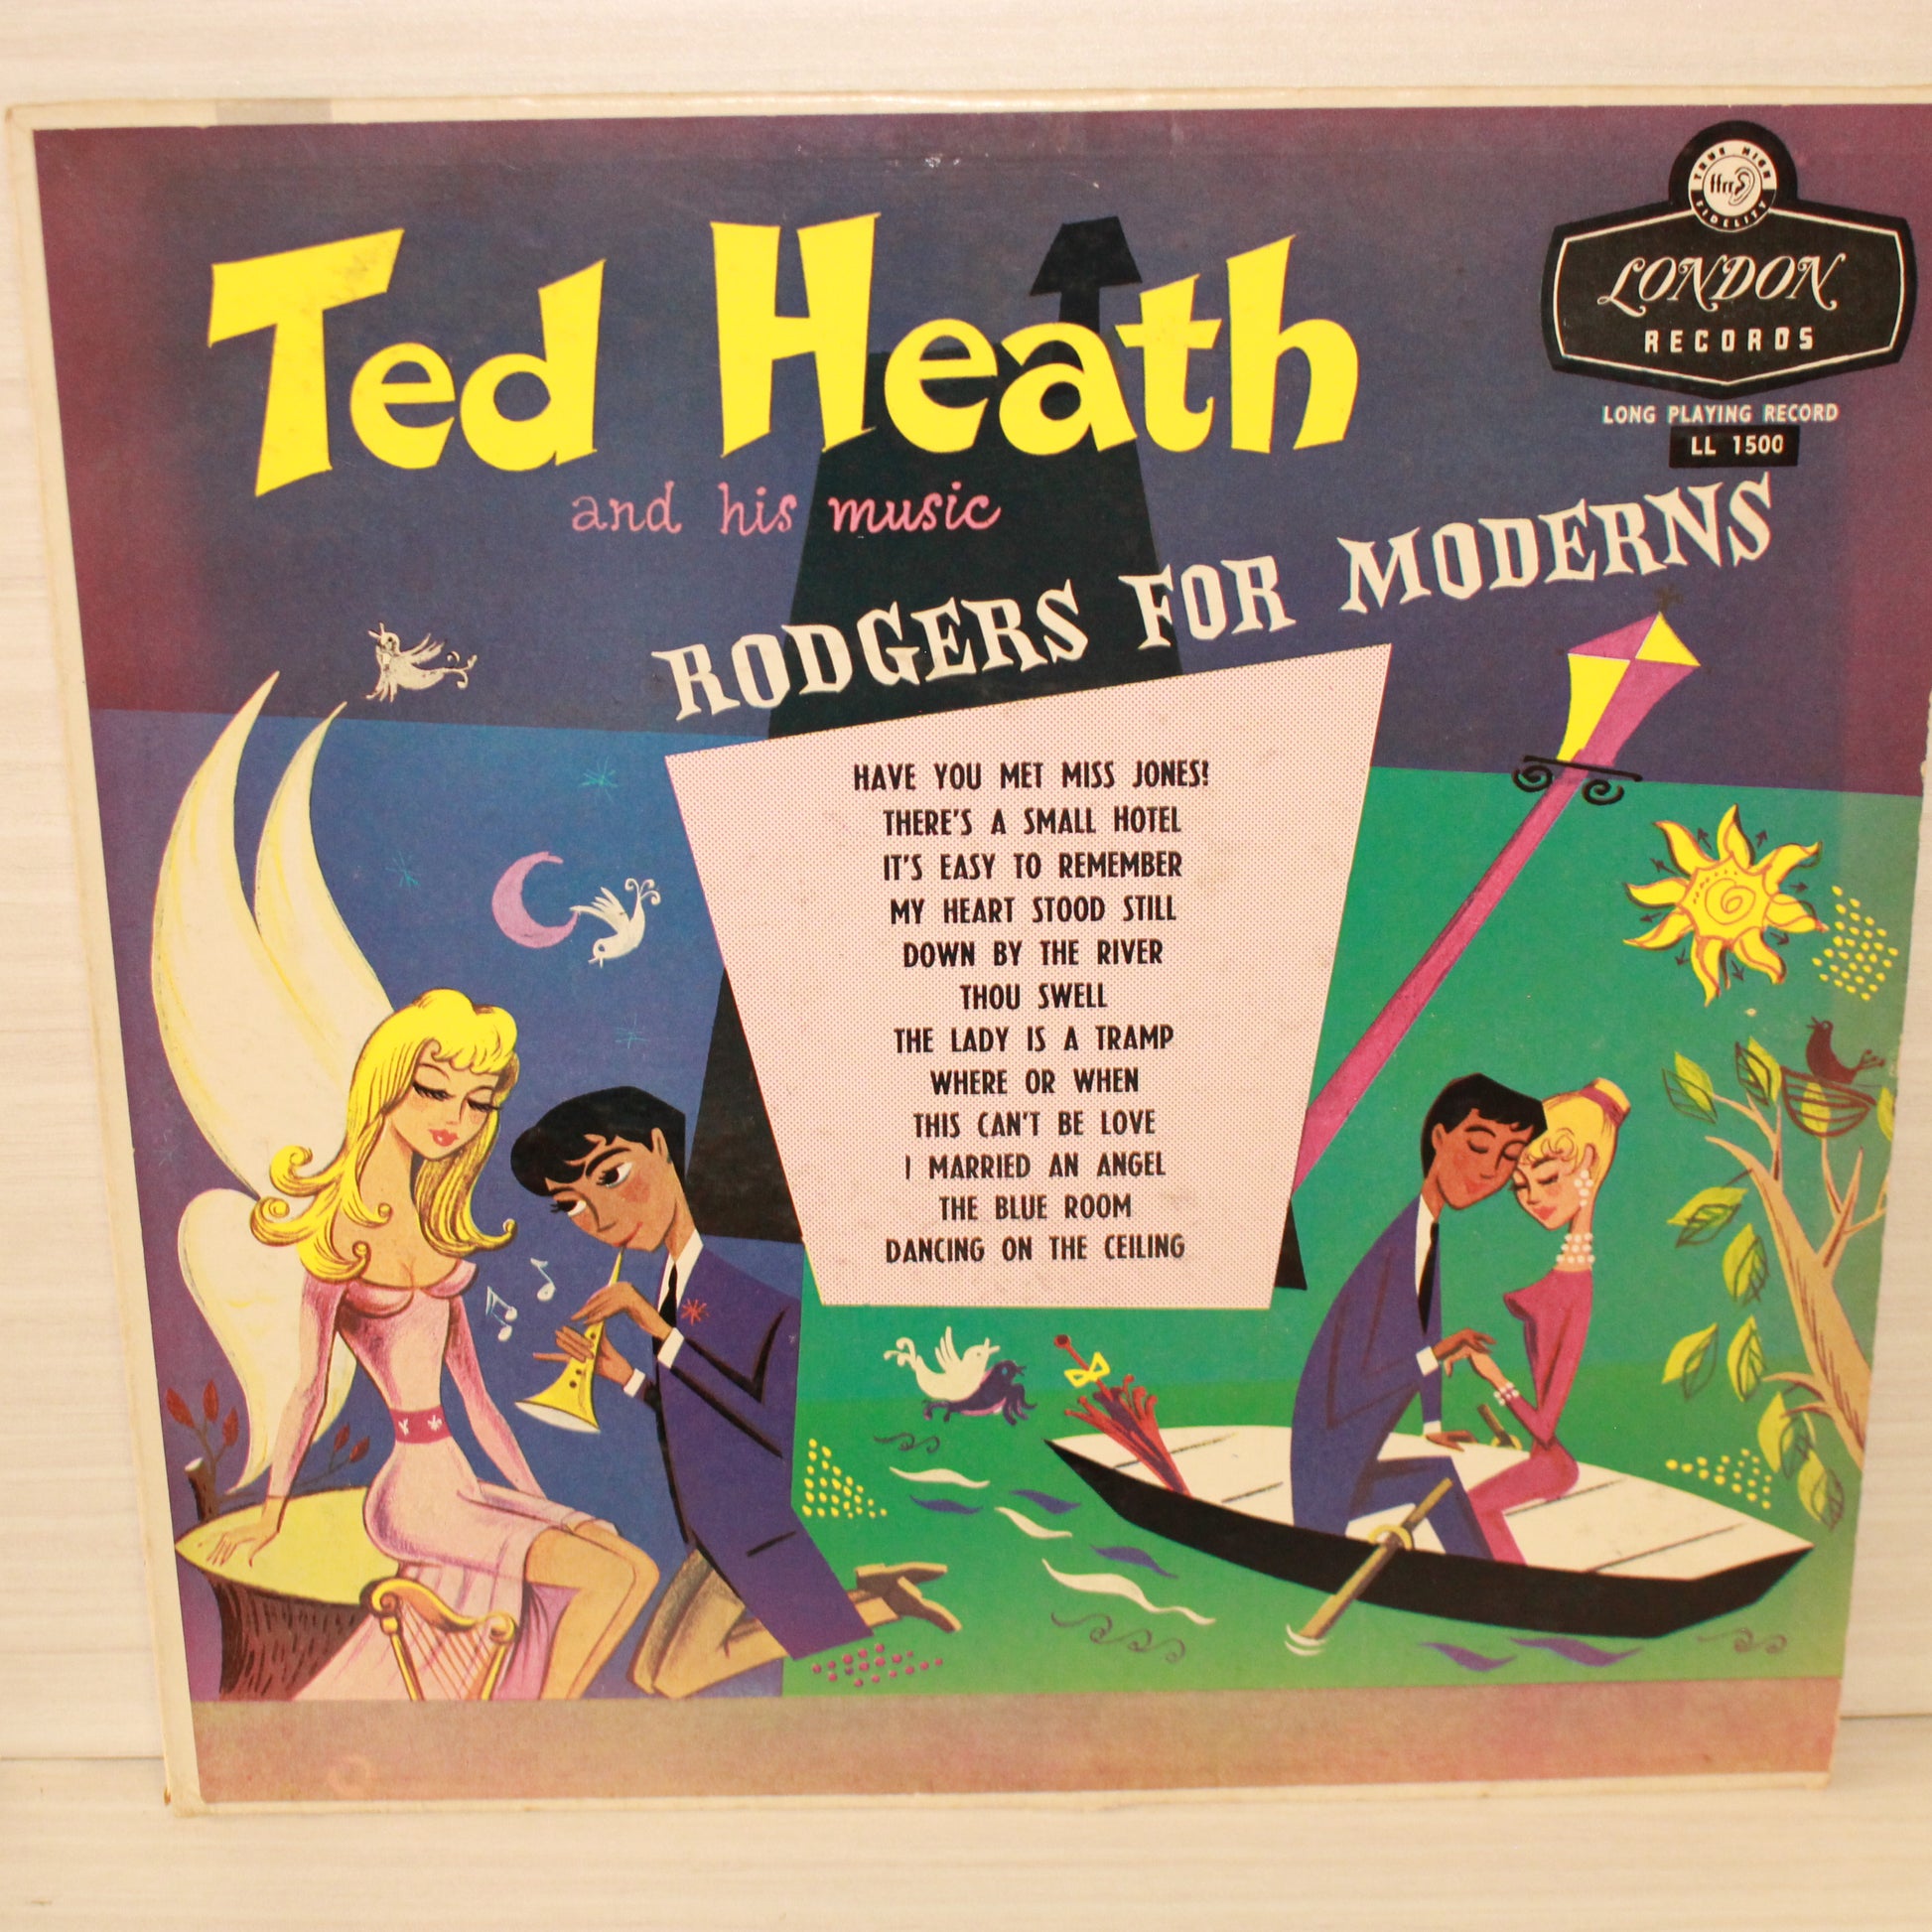 Ted Heath
and his music
RODGERS FOR MODERNS
TRUE HIGH FIDELITY
ffrr
LONDON
RECORDS
LONG PLAYING RECORD
LL 1500
HAVE YOU MET MISS JONES?
THERE'S A SMALL HOTEL
IT'S EASY TO REMEMBER
MY HEART STOOD STILL
DOWN BY THE RIVER
THOU SWELL
THE LADY IS A TRAMP
WHERE OR WHEN
THIS CAN'T BE LOVE
I MARRIED AN ANGEL
THE BLUE ROOM
DANCING ON THE CEILING